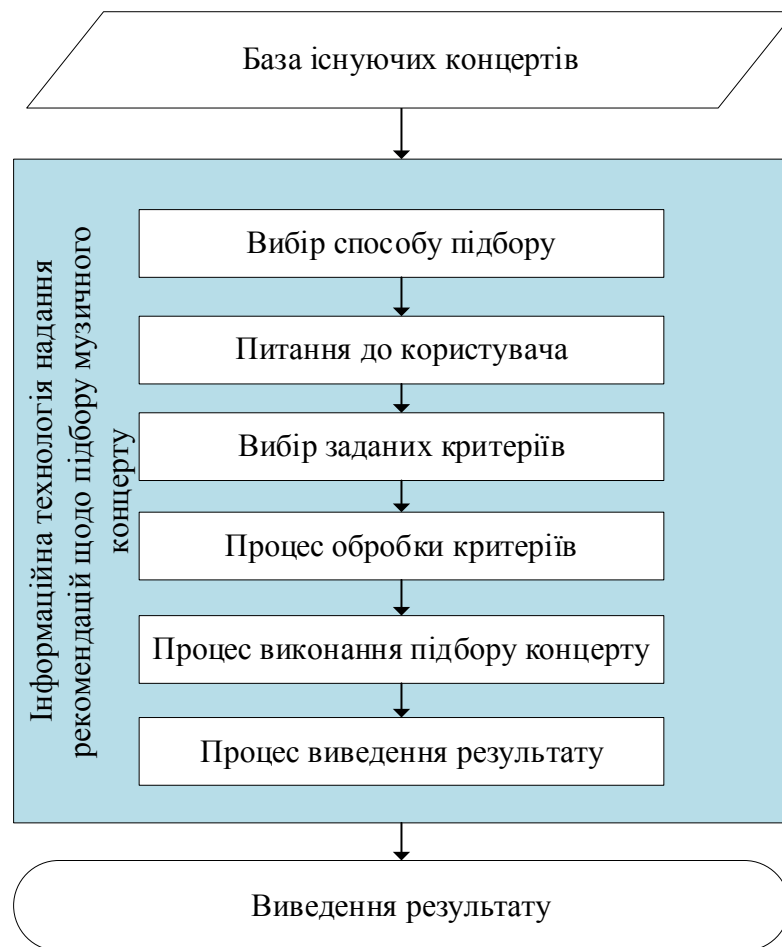 База існуючих концертів
Інформаційна технологія надання
рекомендацій щодо підбору музичного
концерту
Вибір способу підбору
Питання до користувача
Вибір заданих критеріїв
Процес обробки критеріїв
Процес виконання підбору концерту
Процес виведення результату
Виведення результату